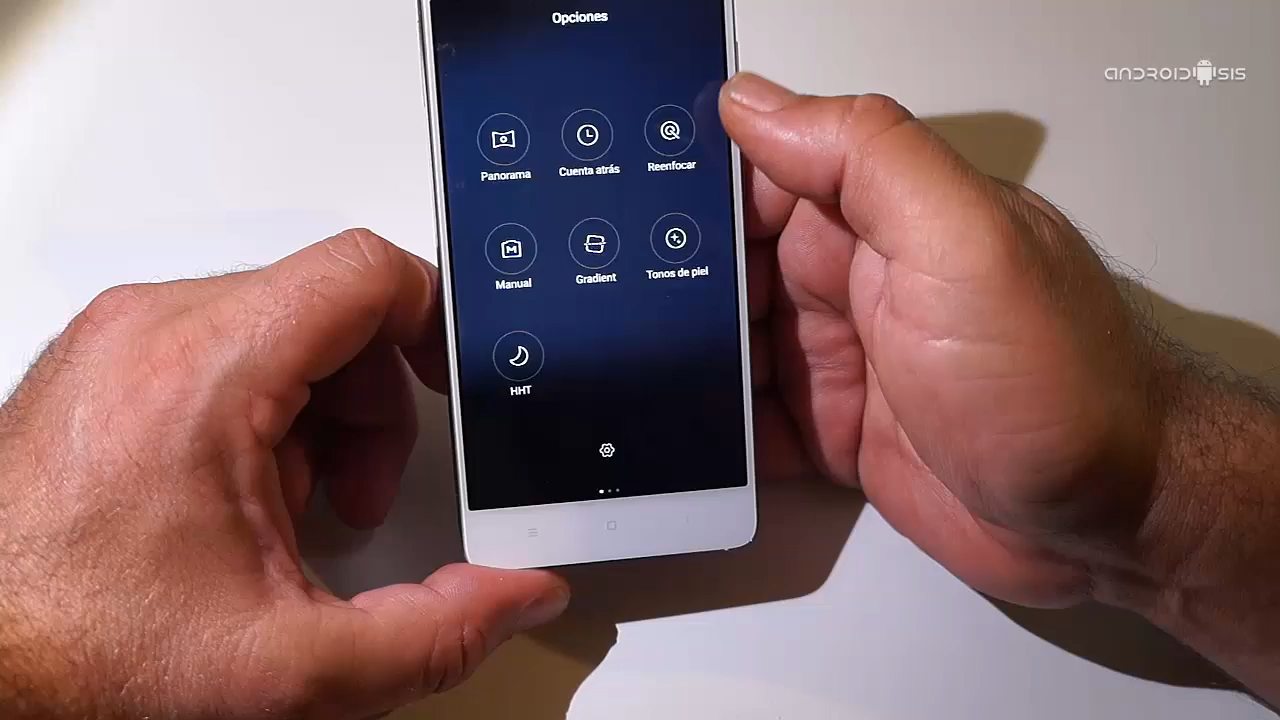 Opciones
ANDROIDSIS
Panorama
Cuenta atrás
Reenfocar
Manual
Gradient
Tonos de piel
HHT